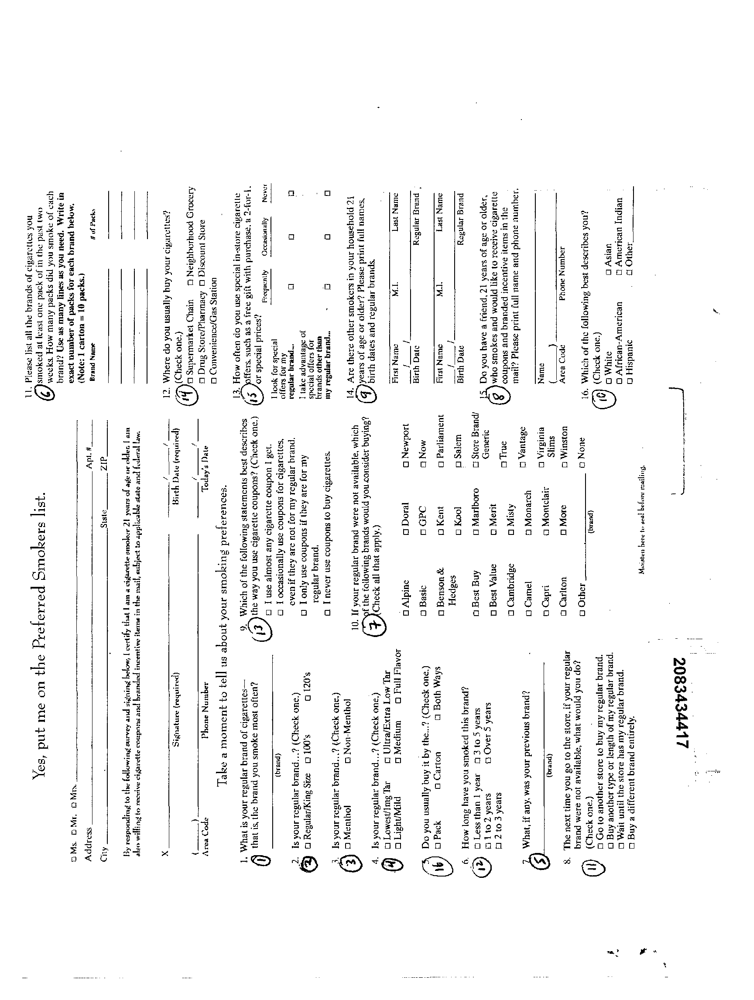 Yes, put me on the Preferred Smokers list.
□ Ms. □ Mr. □ Mrs.
Address Apt. #
City State ZIP
By responding to the following survey and signing below, I certify that I am a cigarette smoker 21 years of age or older. I am
also willing to receive cigarette coupons and branded incentive items in the mail, subject to applicable state and federal law.
X / /
Signature (required) Birth Date (required)
( ) / /
Area Code Phone Number Today's Date
Take a moment to tell us about your smoking preferences.
1. What is your regular brand of cigarettes—
that is, the brand you smoke most often?
(brand)
1
2. Is your regular brand...? (Check one.)
□ Regular/King Size □ 100's □ 120's
2
3. Is your regular brand...? (Check one.)
□ Menthol □ Non-Menthol
3
4. Is your regular brand...? (Check one.)
□ Lowest/1mg Tar □ Ultra/Extra Low Tar
□ Light/Mild □ Medium □ Full Flavor
4
5. Do you usually buy it by the...? (Check one.)
□ Pack □ Carton □ Both Ways
16
6. How long have you smoked this brand?
□ Less than 1 year □ 3 to 5 years
□ 1 to 2 years □ Over 5 years
□ 2 to 3 years
12
7. What, if any, was your previous brand?
(brand)
5
8. The next time you go to the store, if your regular
brand were not available, what would you do?
(Check one.)
□ Go to another store to buy my regular brand.
□ Buy another type or length of my regular brand.
□ Wait until the store has my regular brand.
□ Buy a different brand entirely.
11
9. Which of the following statements best describes
the way you use cigarette coupons? (Check one.)
□ I use almost any cigarette coupon I get.
□ I occasionally use coupons for cigarettes,
even if they are not for my regular brand.
□ I only use coupons if they are for my
regular brand.
□ I never use coupons to buy cigarettes.
13
10. If your regular brand were not available, which
of the following brands would you consider buying?
(Check all that apply.)
7
□ Alpine □ Doral □ Newport
□ Basic □ GPC □ Now
□ Benson & Hedges □ Kent □ Parliament
□ Kool □ Salem
□ Best Buy □ Marlboro □ Store Brand/
Generic
□ Best Value □ Merit □ True
□ Cambridge □ Misty □ Vantage
□ Camel □ Monarch □ Virginia
Slims
□ Capri □ Montclair □ Winston
□ Carlton □ More □ None
□ Other
(brand)
11. Please list all the brands of cigarettes you
smoked at least one pack of in the past two
weeks. How many packs did you smoke of each
brand? Use as many lines as you need. Write in
exact number of packs for each brand below.
(Note: 1 carton = 10 packs.)
6
Brand Name # of Packs
12. Where do you usually buy your cigarettes?
(Check one.)
□ Supermarket Chain □ Neighborhood Grocery
□ Drug Store/Pharmacy □ Discount Store
□ Convenience/Gas Station
14
13. How often do you use special in-store cigarette
offers, such as a free gift with purchase, a 2-for-1,
or special prices?
15
Frequently Occasionally Never
I look for special
offers for my
regular brand... □ □ □
I take advantage of
special offers for
brands other than
my regular brand... □ □ □
14. Are there other smokers in your household 21
years of age or older? Please print full names,
birth dates and regular brands.
9
First Name M.I. Last Name
/ /
Birth Date Regular Brand
First Name M.I. Last Name
/ /
Birth Date Regular Brand
15. Do you have a friend, 21 years of age or older,
who smokes and would like to receive cigarette
coupons and branded incentive items in the
mail? Please print full name and phone number.
8
Name
( )
Area Code Phone Number
16. Which of the following best describes you?
(Check one.)
□ White □ Asian
□ African-American □ American Indian
□ Hispanic □ Other
10
Moisten here to seal before mailing.
2083434417